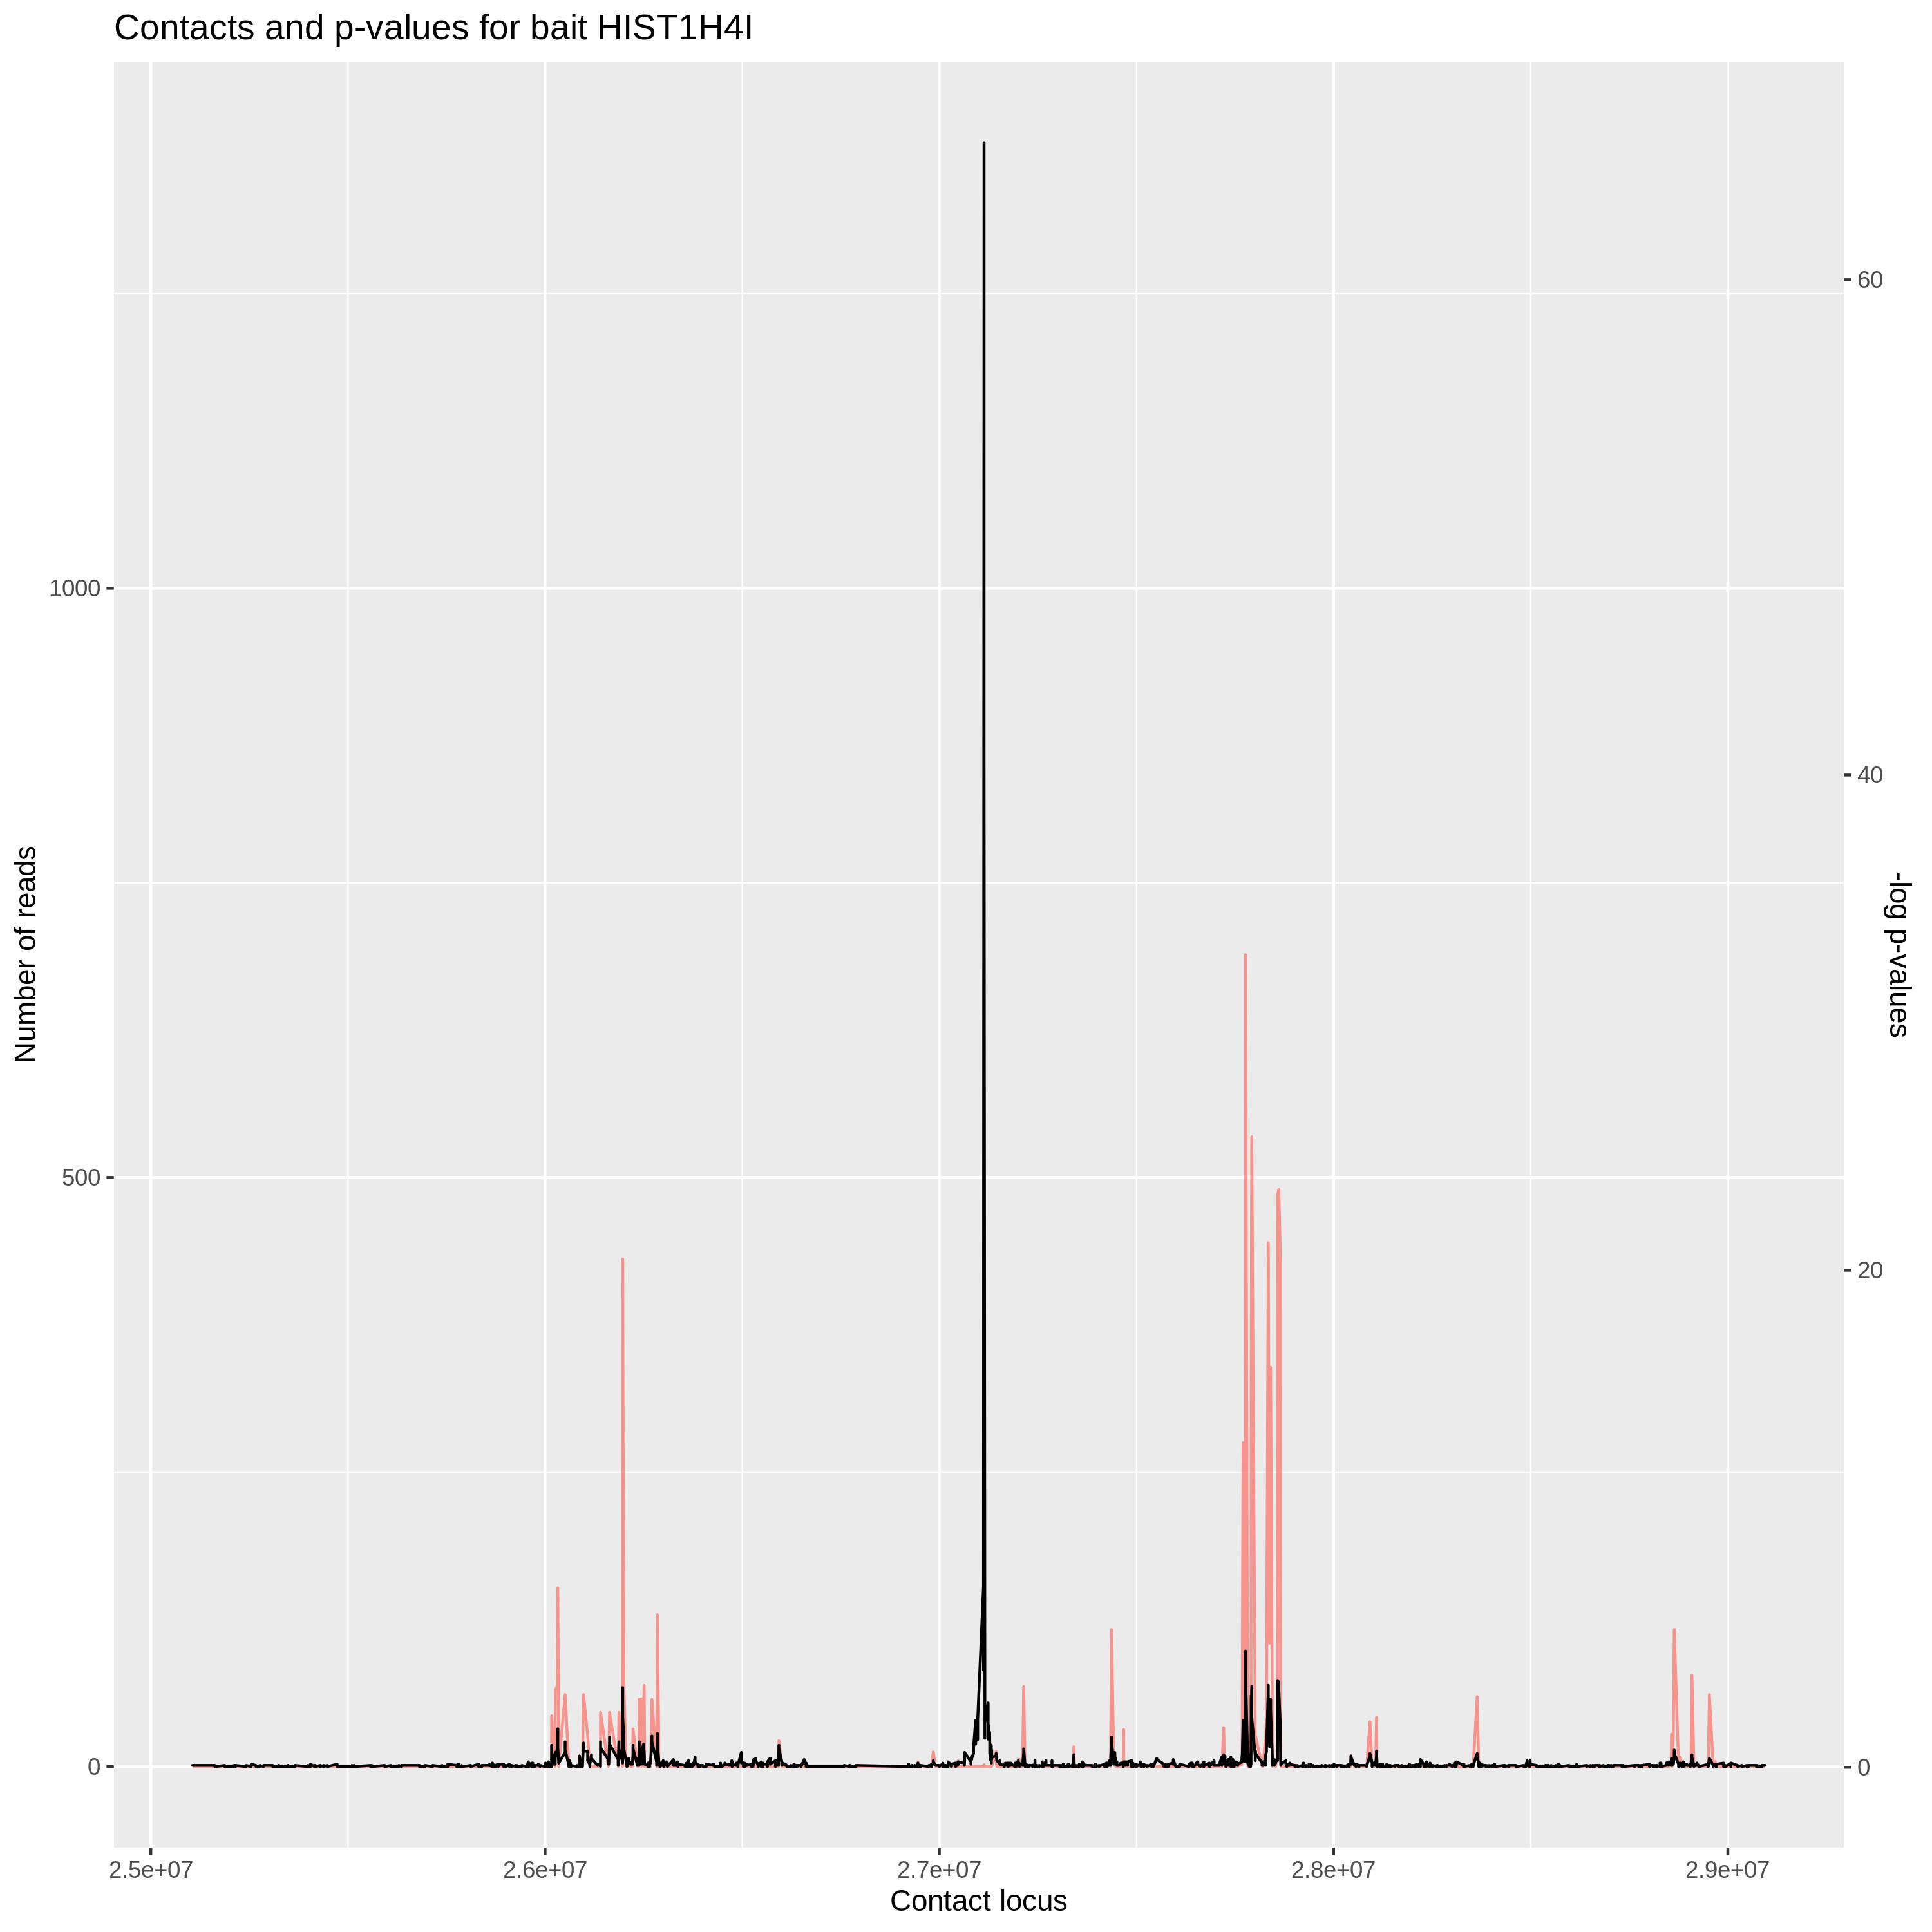 Contacts and p-values for bait HIST1H4I
Number of reads
1000
500
0
60
40
20
0
-log p-values
2.5e+07
2.6e+07
2.7e+07
2.8e+07
2.9e+07
Contact locus